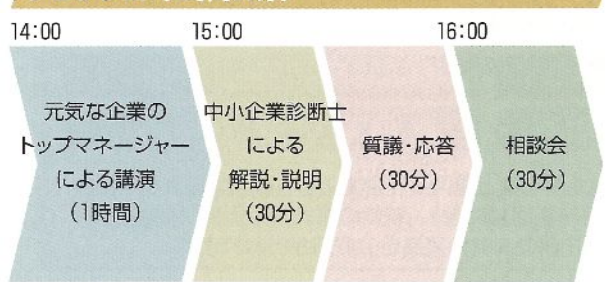 14:00
15:00
16:00
元気な企業の
トップマネージャー
による講演
(1時間)
中小企業診断士
による
解説・説明
(30分)
質議・応答
(30分)
相談会
(30分)